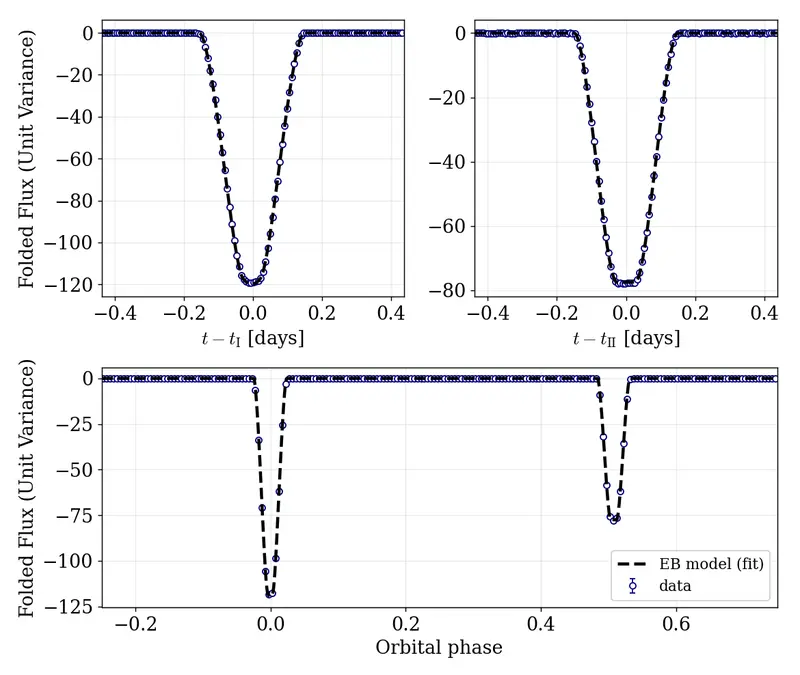 Folded Flux (Unit Variance)
0
−20
−40
−60
−80
−100
−120
−0.4 −0.2 0.0 0.2 0.4
t − t_I [days]
0
−20
−40
−60
−80
−0.4 −0.2 0.0 0.2 0.4
t − t_II [days]
Folded Flux (Unit Variance)
0
−25
−50
−75
−100
−125
EB model (fit)
data
−0.2 0.0 0.2 0.4 0.6
Orbital phase